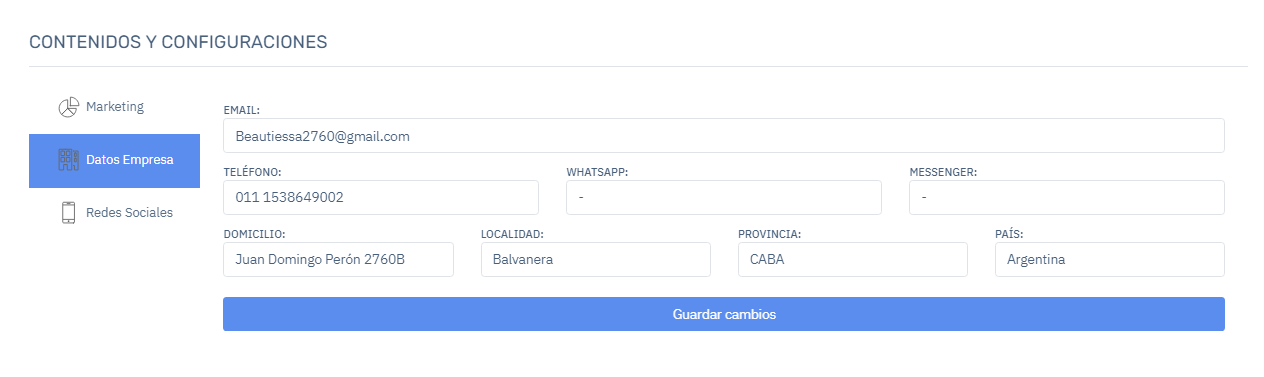 CONTENIDOS Y CONFIGURACIONES
Marketing
Datos Empresa
Redes Sociales
EMAIL:
Beautiessa2760@gmail.com
TELÉFONO: WHATSAPP: MESSENGER:
011 1538649002 - -
DOMICILIO: LOCALIDAD: PROVINCIA: PAÍS:
Juan Domingo Perón 2760B Balvanera CABA Argentina
Guardar cambios